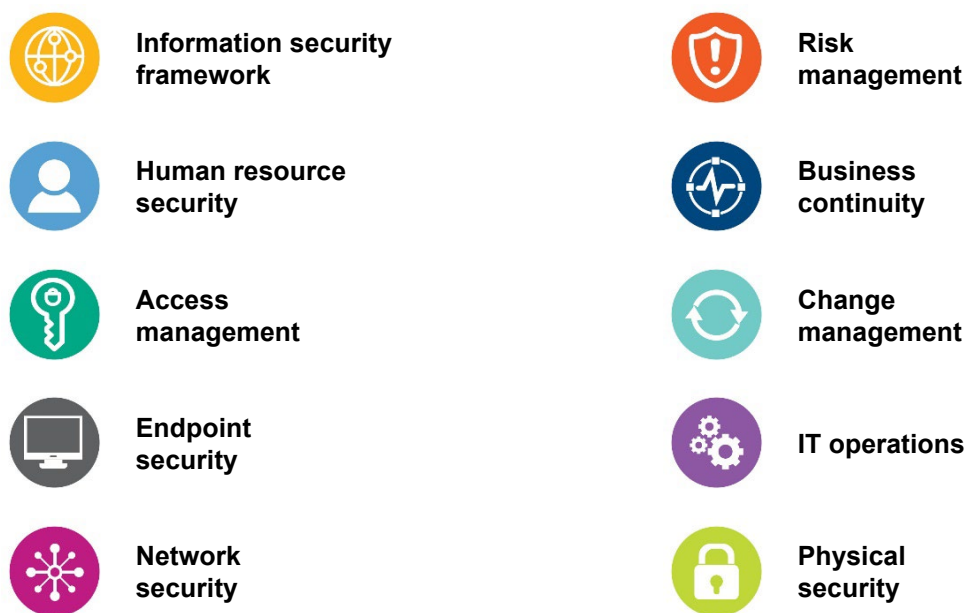 Information security
framework
Human resource
security
Access
management
Endpoint
security
Network
security
Risk
management
Business
continuity
Change
management
IT operations
Physical
security